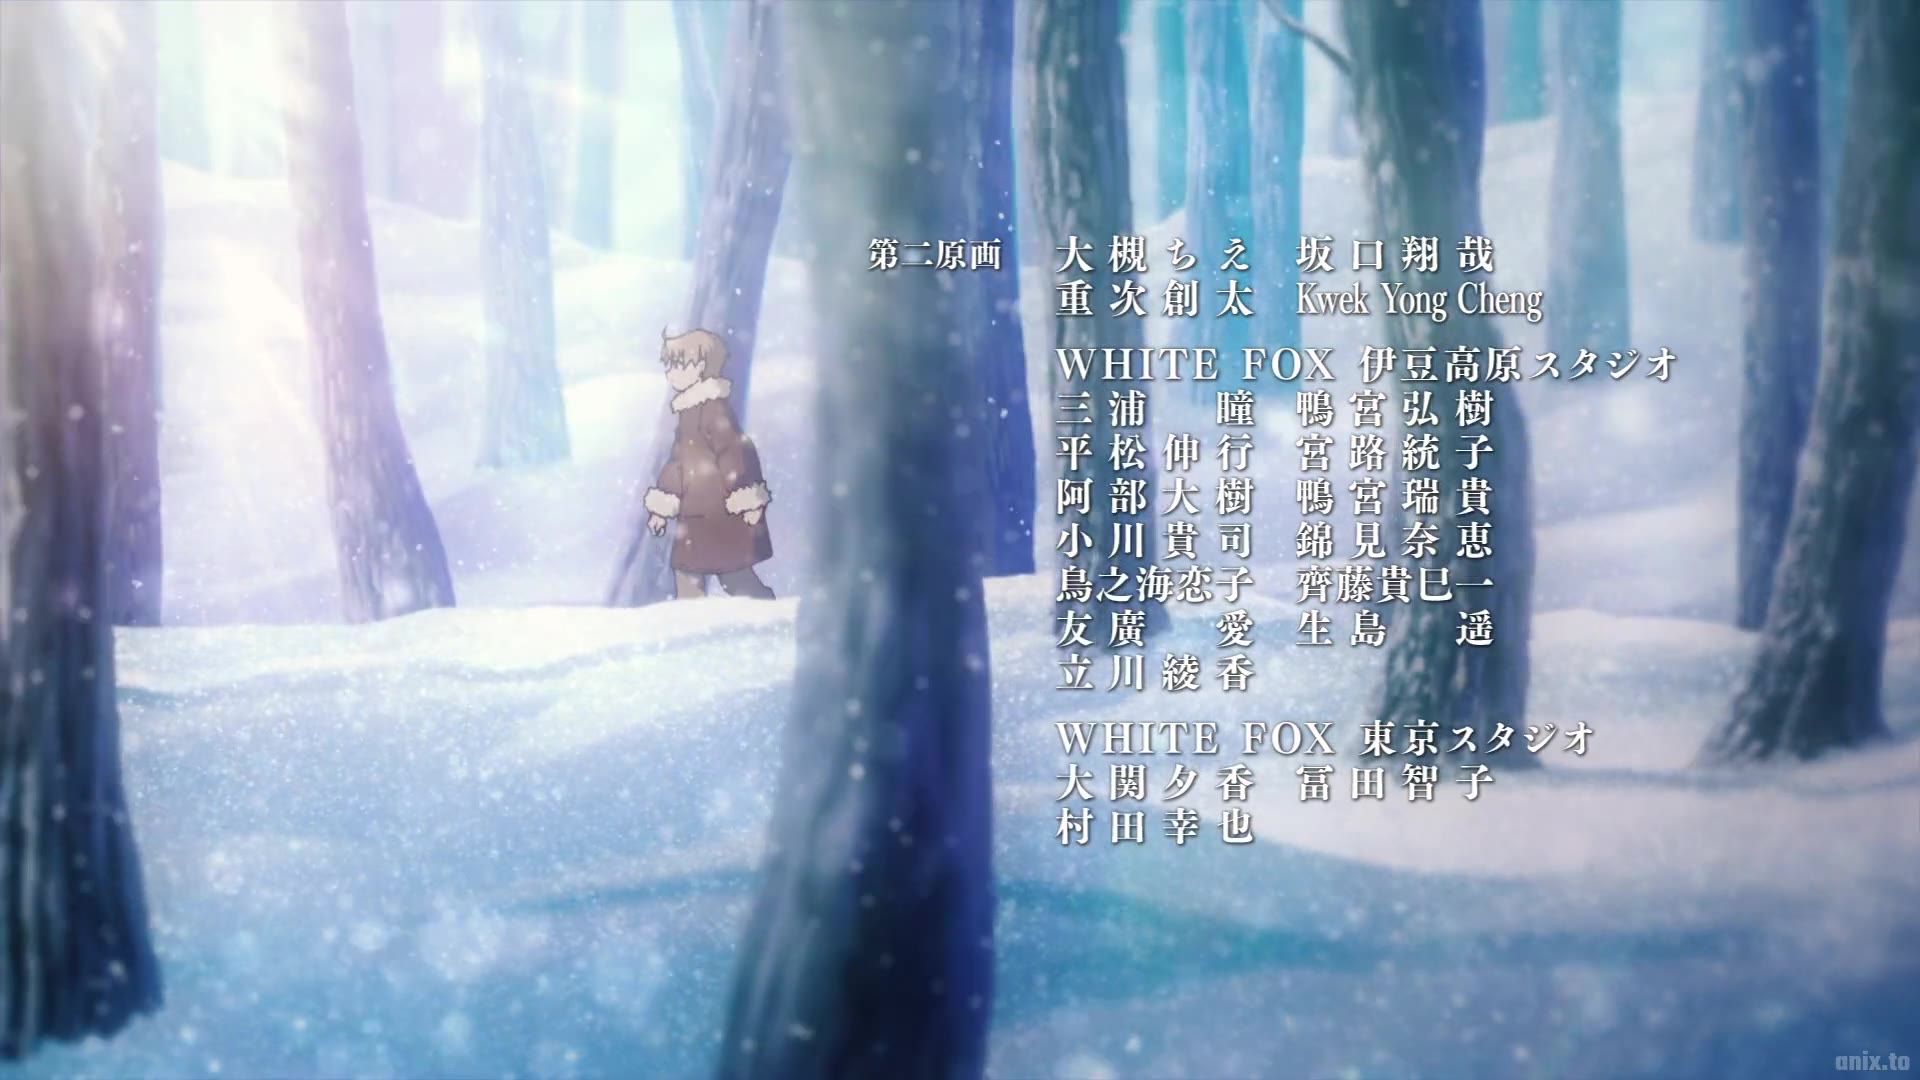 第二原画 大槻ちえ 坂口翔哉
重次創太 Kwek Yong Cheng
WHITE FOX 伊豆高原スタジオ
三浦 瞳 鴨宮弘樹
平松伸行 宮路統子
阿部大樹 鴨宮瑞貴
小川貴司 錦見奈恵
鳥之海恋子 齊藤貴巳一
友廣 愛 生島 遥
立川綾香
WHITE FOX 東京スタジオ
大関夕香 冨田智子
村田幸也
anix.to